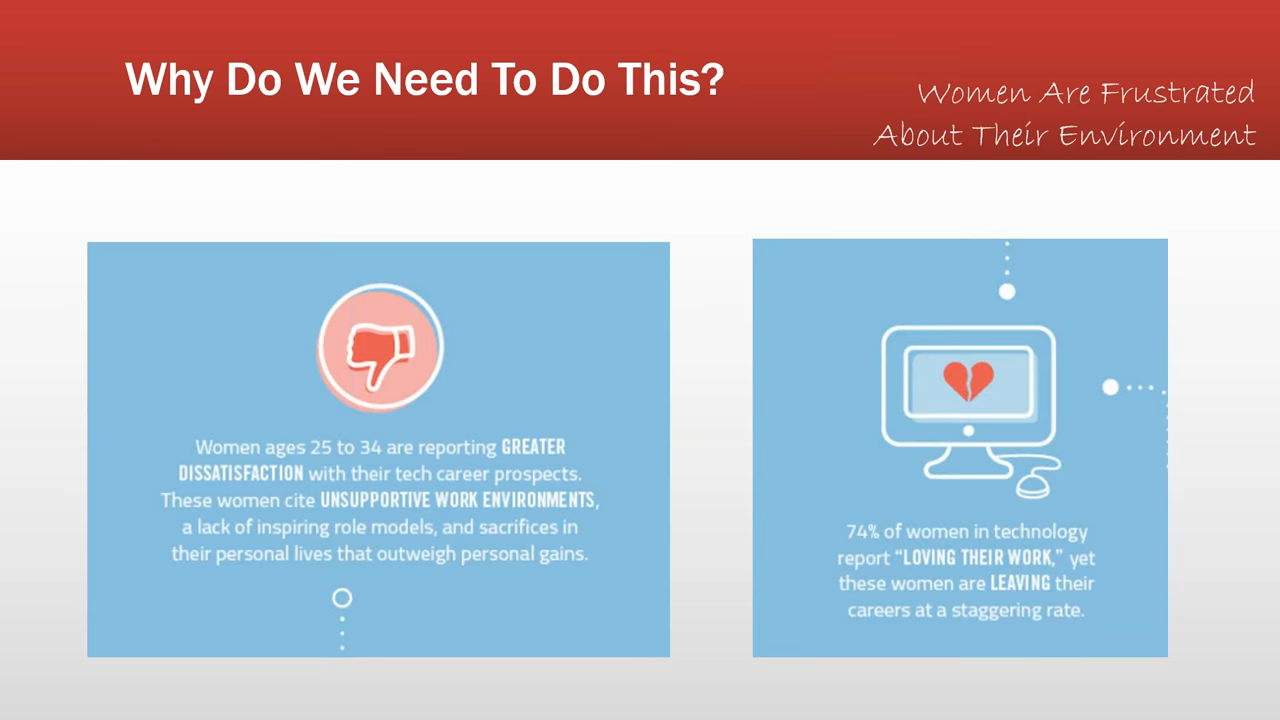 Why Do We Need To Do This?
Women Are Frustrated
About Their Environment
Women ages 25 to 34 are reporting GREATER
DISSATISFACTION with their tech career prospects.
These women cite UNSUPPORTIVE WORK ENVIRONMENTS,
a lack of inspiring role models, and sacrifices in
their personal lives that outweigh personal gains.
74% of women in technology
report “LOVING THEIR WORK,” yet
these women are LEAVING their
careers at a staggering rate.